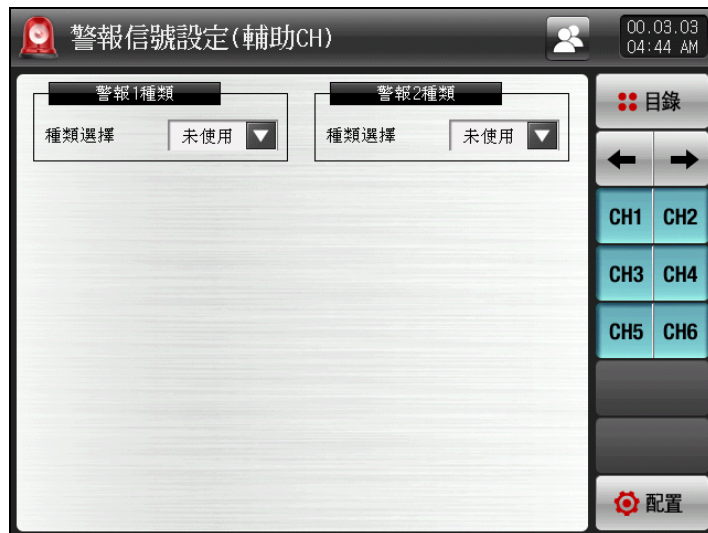 警報信號設定(輔助CH)
00.03.03
04:44 AM
警報1種類
種類選擇 未使用
警報2種類
種類選擇 未使用
目錄
CH1 CH2
CH3 CH4
CH5 CH6
配置